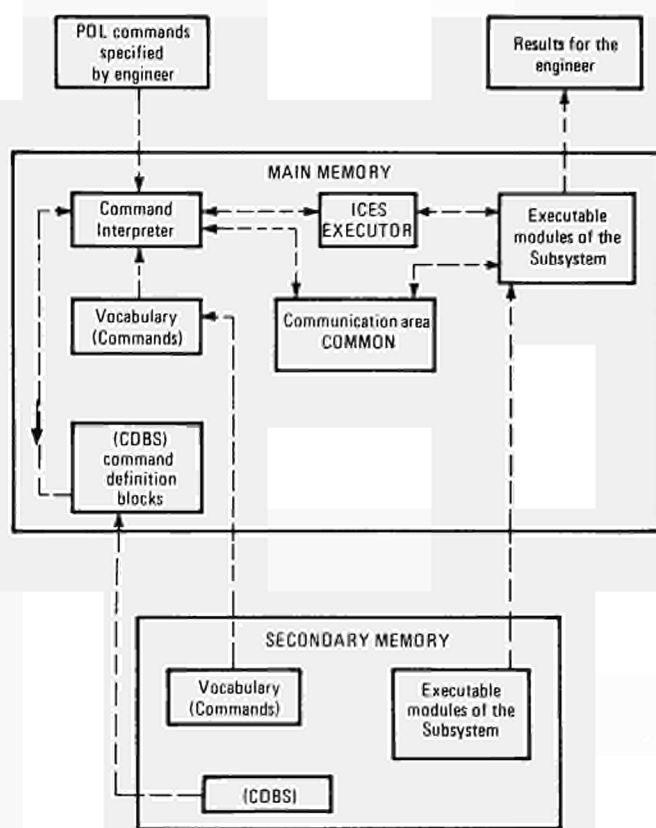 POL commands
specified
by engineer
Results for the
engineer
MAIN MEMORY
Command
Interpreter
ICES
EXECUTOR
Executable
modules of the
Subsystem
Vocabulary
(Commands)
Communication area
COMMON
(CDBS)
command
definition
blocks
SECONDARY MEMORY
Vocabulary
(Commands)
Executable
modules of the
Subsystem
(CDBS)